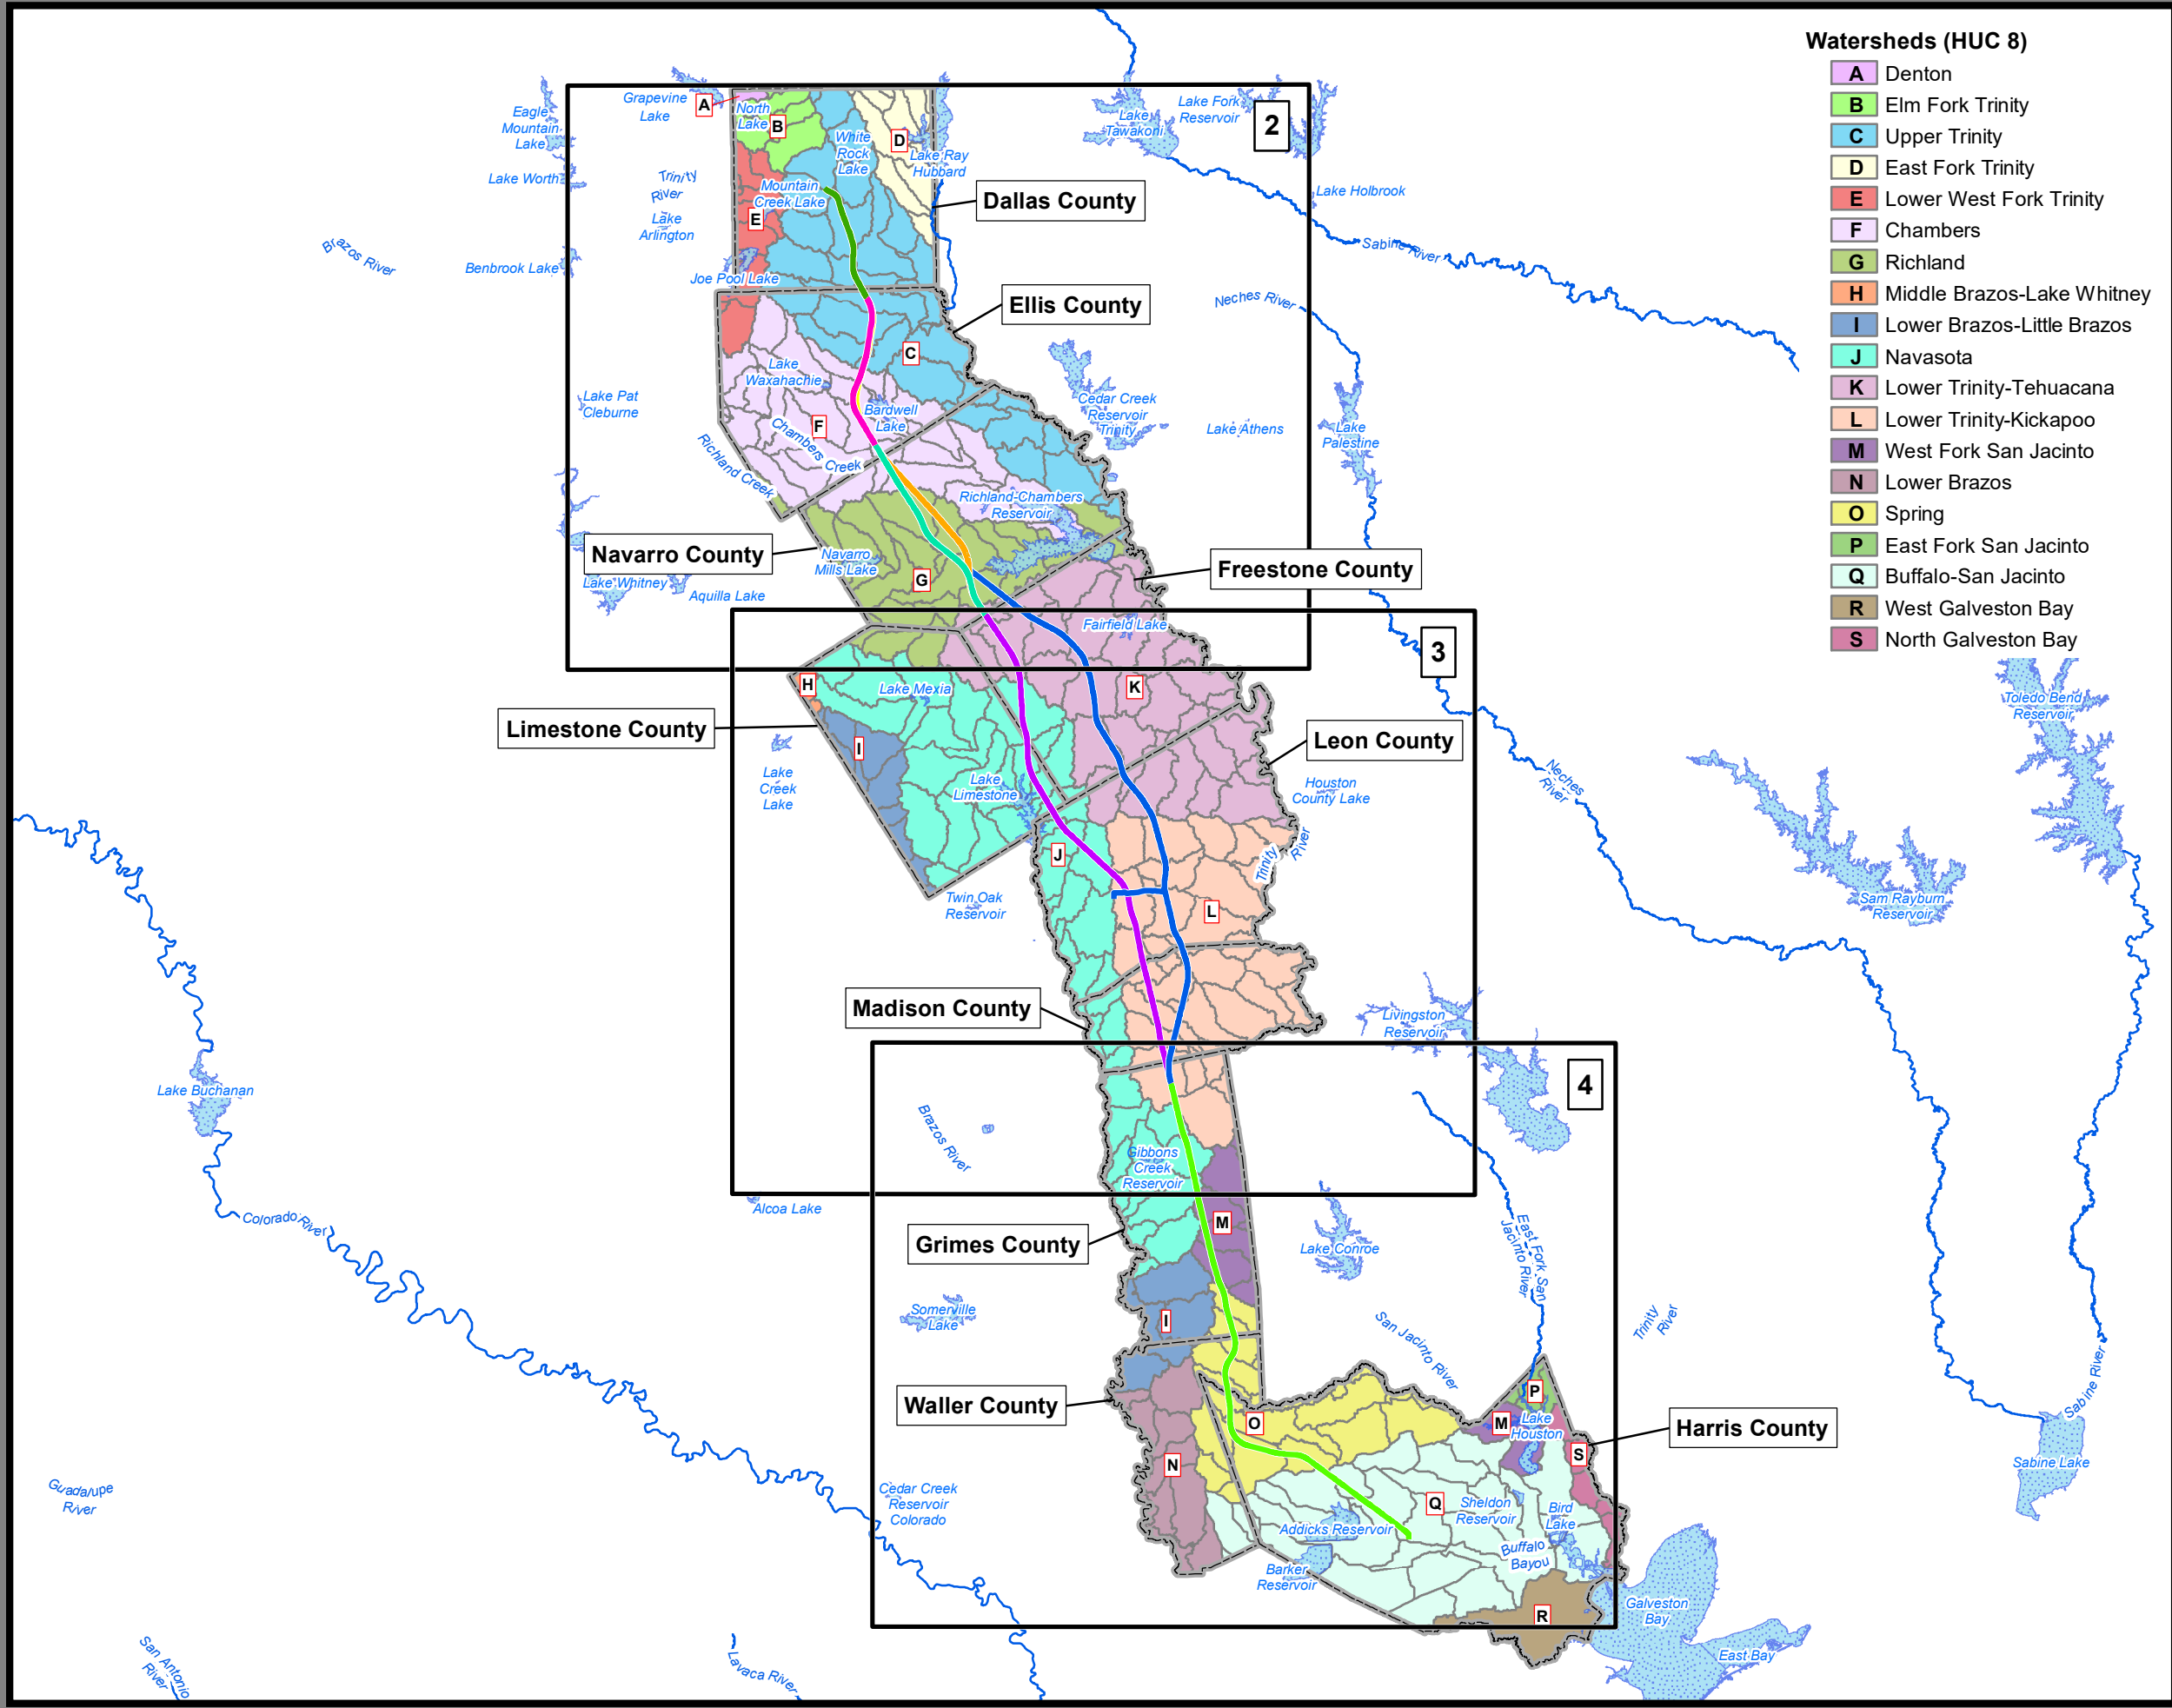 Watersheds (HUC 8)
A Denton
B Elm Fork Trinity
C Upper Trinity
D East Fork Trinity
E Lower West Fork Trinity
F Chambers
G Richland
H Middle Brazos-Lake Whitney
I Lower Brazos-Little Brazos
J Navasota
K Lower Trinity-Tehuacana
L Lower Trinity-Kickapoo
M West Fork San Jacinto
N Lower Brazos
O Spring
P East Fork San Jacinto
Q Buffalo-San Jacinto
R West Galveston Bay
S North Galveston Bay
2
3
4
Dallas County
Ellis County
Navarro County
Freestone County
Limestone County
Leon County
Madison County
Grimes County
Waller County
Harris County
A
B
D
E
C
F
G
H
K
I
J
L
M
I
O
N
P
M
S
Q
R
Eagle
Mountain
Lake
Grapevine
Lake
North
Lake
White
Rock
Lake
Lake Ray
Hubbard
Lake
Tawakoni
Lake Fork
Reservoir
Lake Worth
Trinity
River
Lake
Arlington
Mountain
Creek Lake
Lake Holbrook
Sabine River
Brazos River
Benbrook Lake
Joe Pool Lake
Neches River
Lake
Waxahachie
Bardwell
Lake
Lake Pat
Cleburne
Cedar Creek
Reservoir
Trinity
Lake Athens
Lake
Palestine
Chambers Creek
Richland Creek
Richland-Chambers
Reservoir
Navarro
Mills Lake
Lake Whitney
Aquilla Lake
Fairfield Lake
Lake Mexia
Lake
Creek
Lake
Lake
Limestone
Houston
County Lake
Neches
River
Toledo Bend
Reservoir
Trinity
River
Twin Oak
Reservoir
Sam Rayburn
Reservoir
Livingston
Reservoir
Lake Buchanan
Brazos River
Gibbons
Creek
Reservoir
Alcoa Lake
Colorado River
Lake Conroe
East Fork San
Jacinto River
Somerville
Lake
San Jacinto River
Trinity
River
Sabine River
Lake
Houston
Sabine Lake
Guadalupe
River
Cedar Creek
Reservoir
Colorado
Addicks Reservoir
Sheldon
Reservoir
Bird
Lake
Buffalo
Bayou
Barker
Reservoir
Galveston
Bay
East Bay
San Antonio
River
Lavaca River